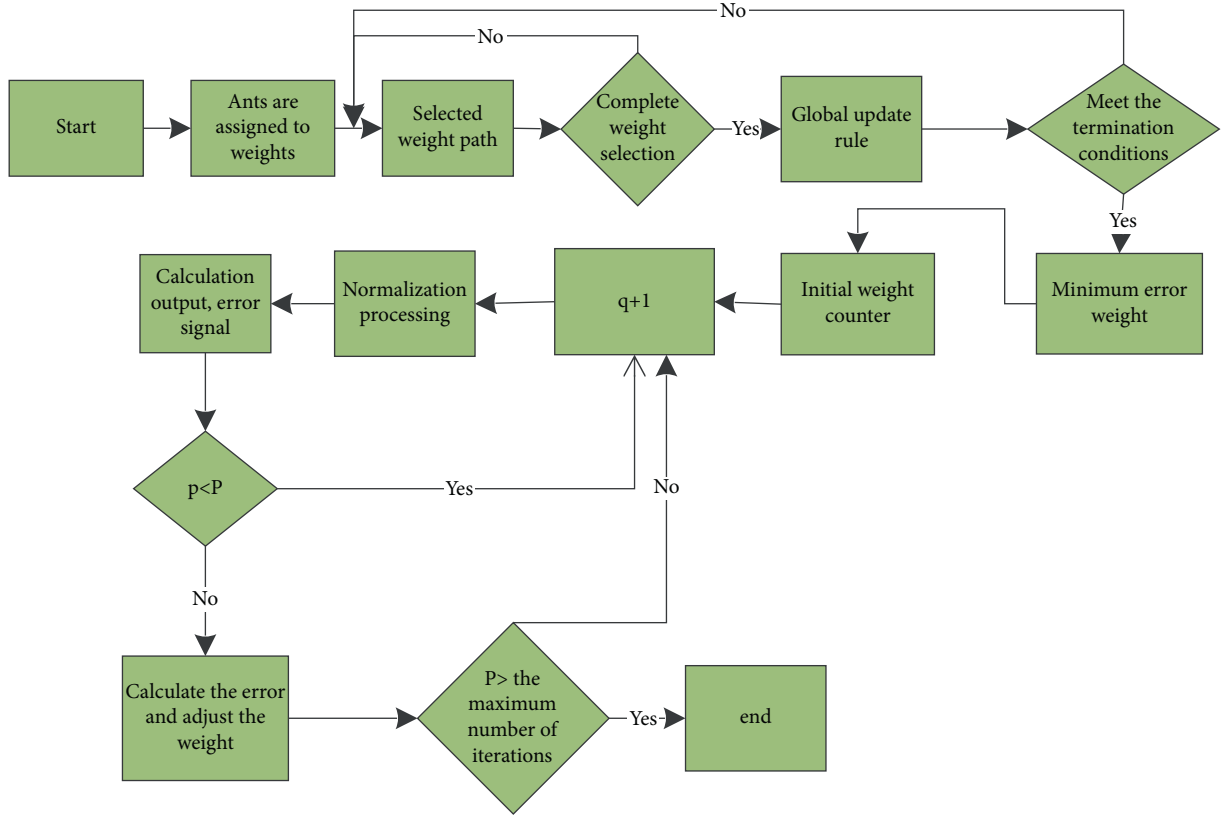 No
No
Start
Ants are
assigned to
weights
Selected
weight path
Complete
weight
selection
Yes
Global update
rule
Meet the
termination
conditions
Yes
Calculation
output, error
signal
Normalization
processing
q+1
Initial weight
counter
Minimum error
weight
p<P
Yes
No
No
Calculate the error
and adjust the
weight
P> the
maximum
number of
iterations
Yes
end